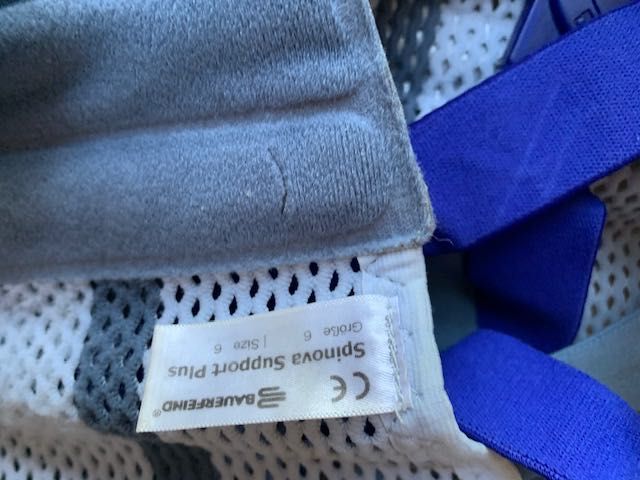 BAUERFEIND®
CE
Spinova Support Plus
Größe 6 | Size 6